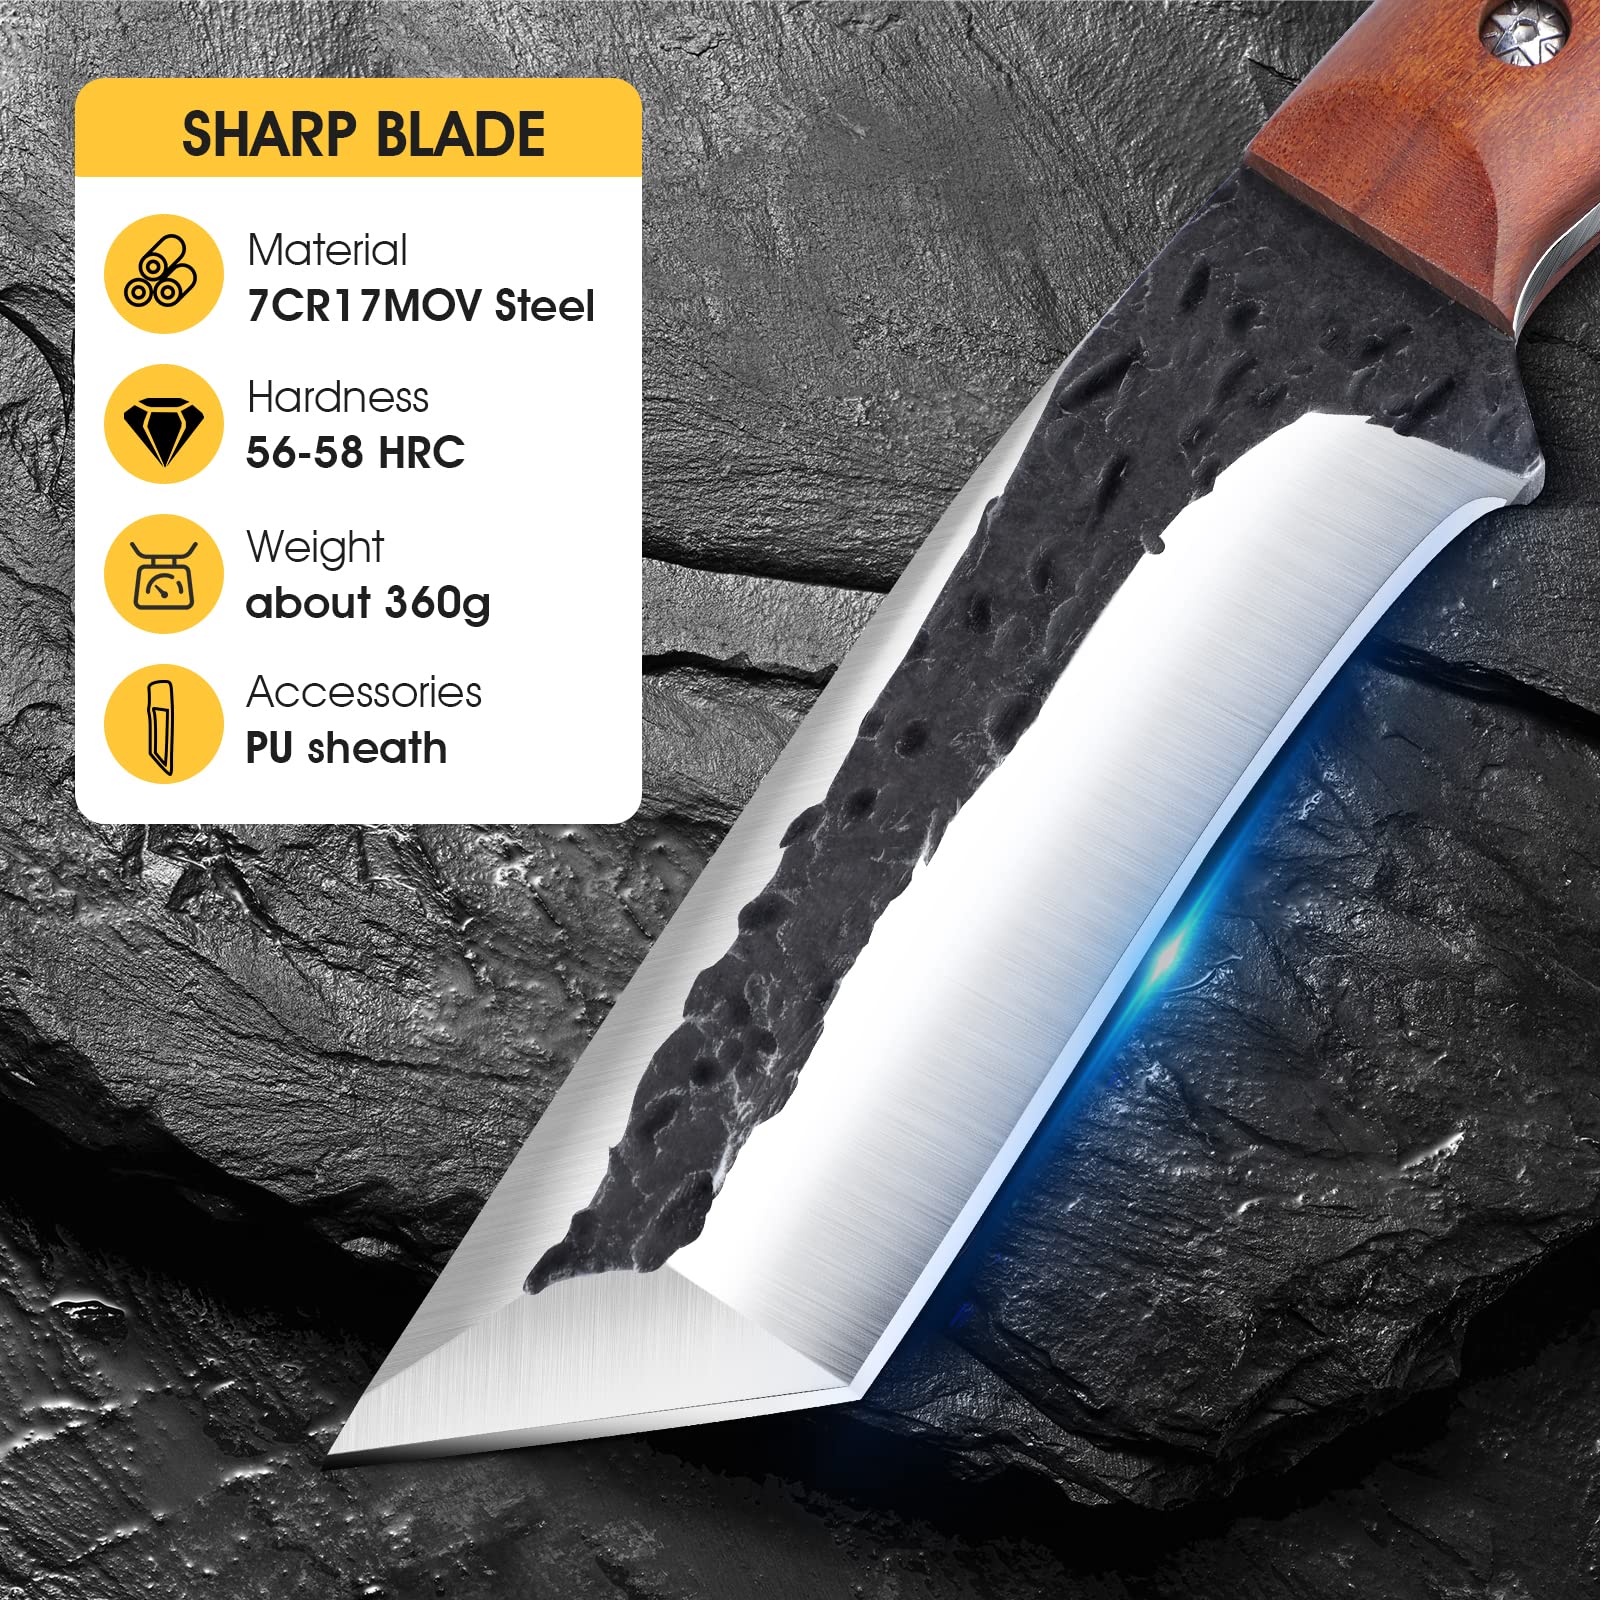 SHARP BLADE
Material
7CR17MOV Steel
Hardness
56-58 HRC
Weight
about 360g
Accessories
PU sheath